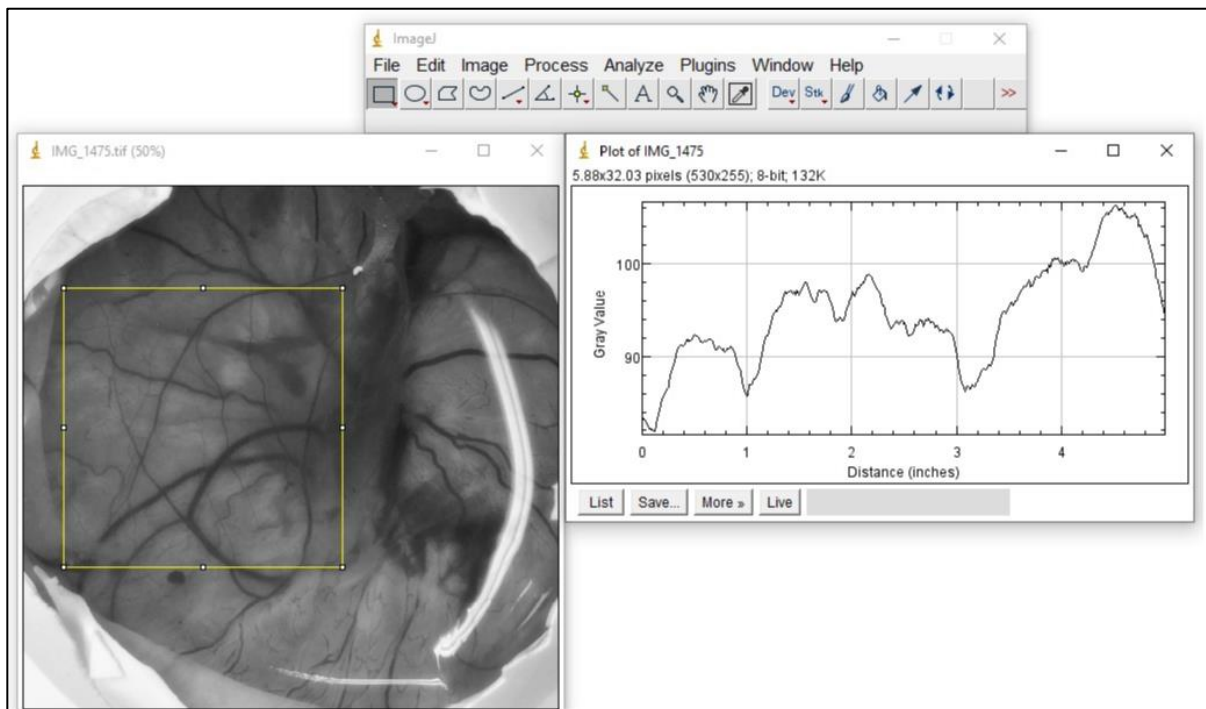 ImageJ
File Edit Image Process Analyze Plugins Window Help
Dev Stk >>
IMG_1475.tif (50%)
Plot of IMG_1475
5.88x32.03 pixels (530x255); 8-bit; 132K
100
90
Gray Value
0 1 2 3 4
Distance (inches)
List Save... More » Live